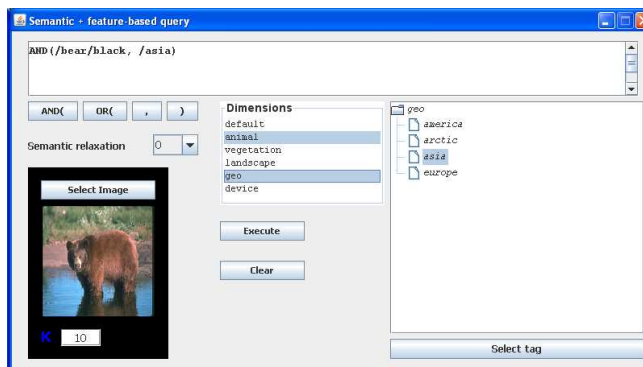 Semantic + feature-based query
AND(/bear/black, /asia)
AND( OR( , )
Semantic relaxation 0
Select Image
K 10
Dimensions
default
animal
vegetation
landscape
geo
device
Execute
Clear
geo
america
arctic
asia
europe
Select tag